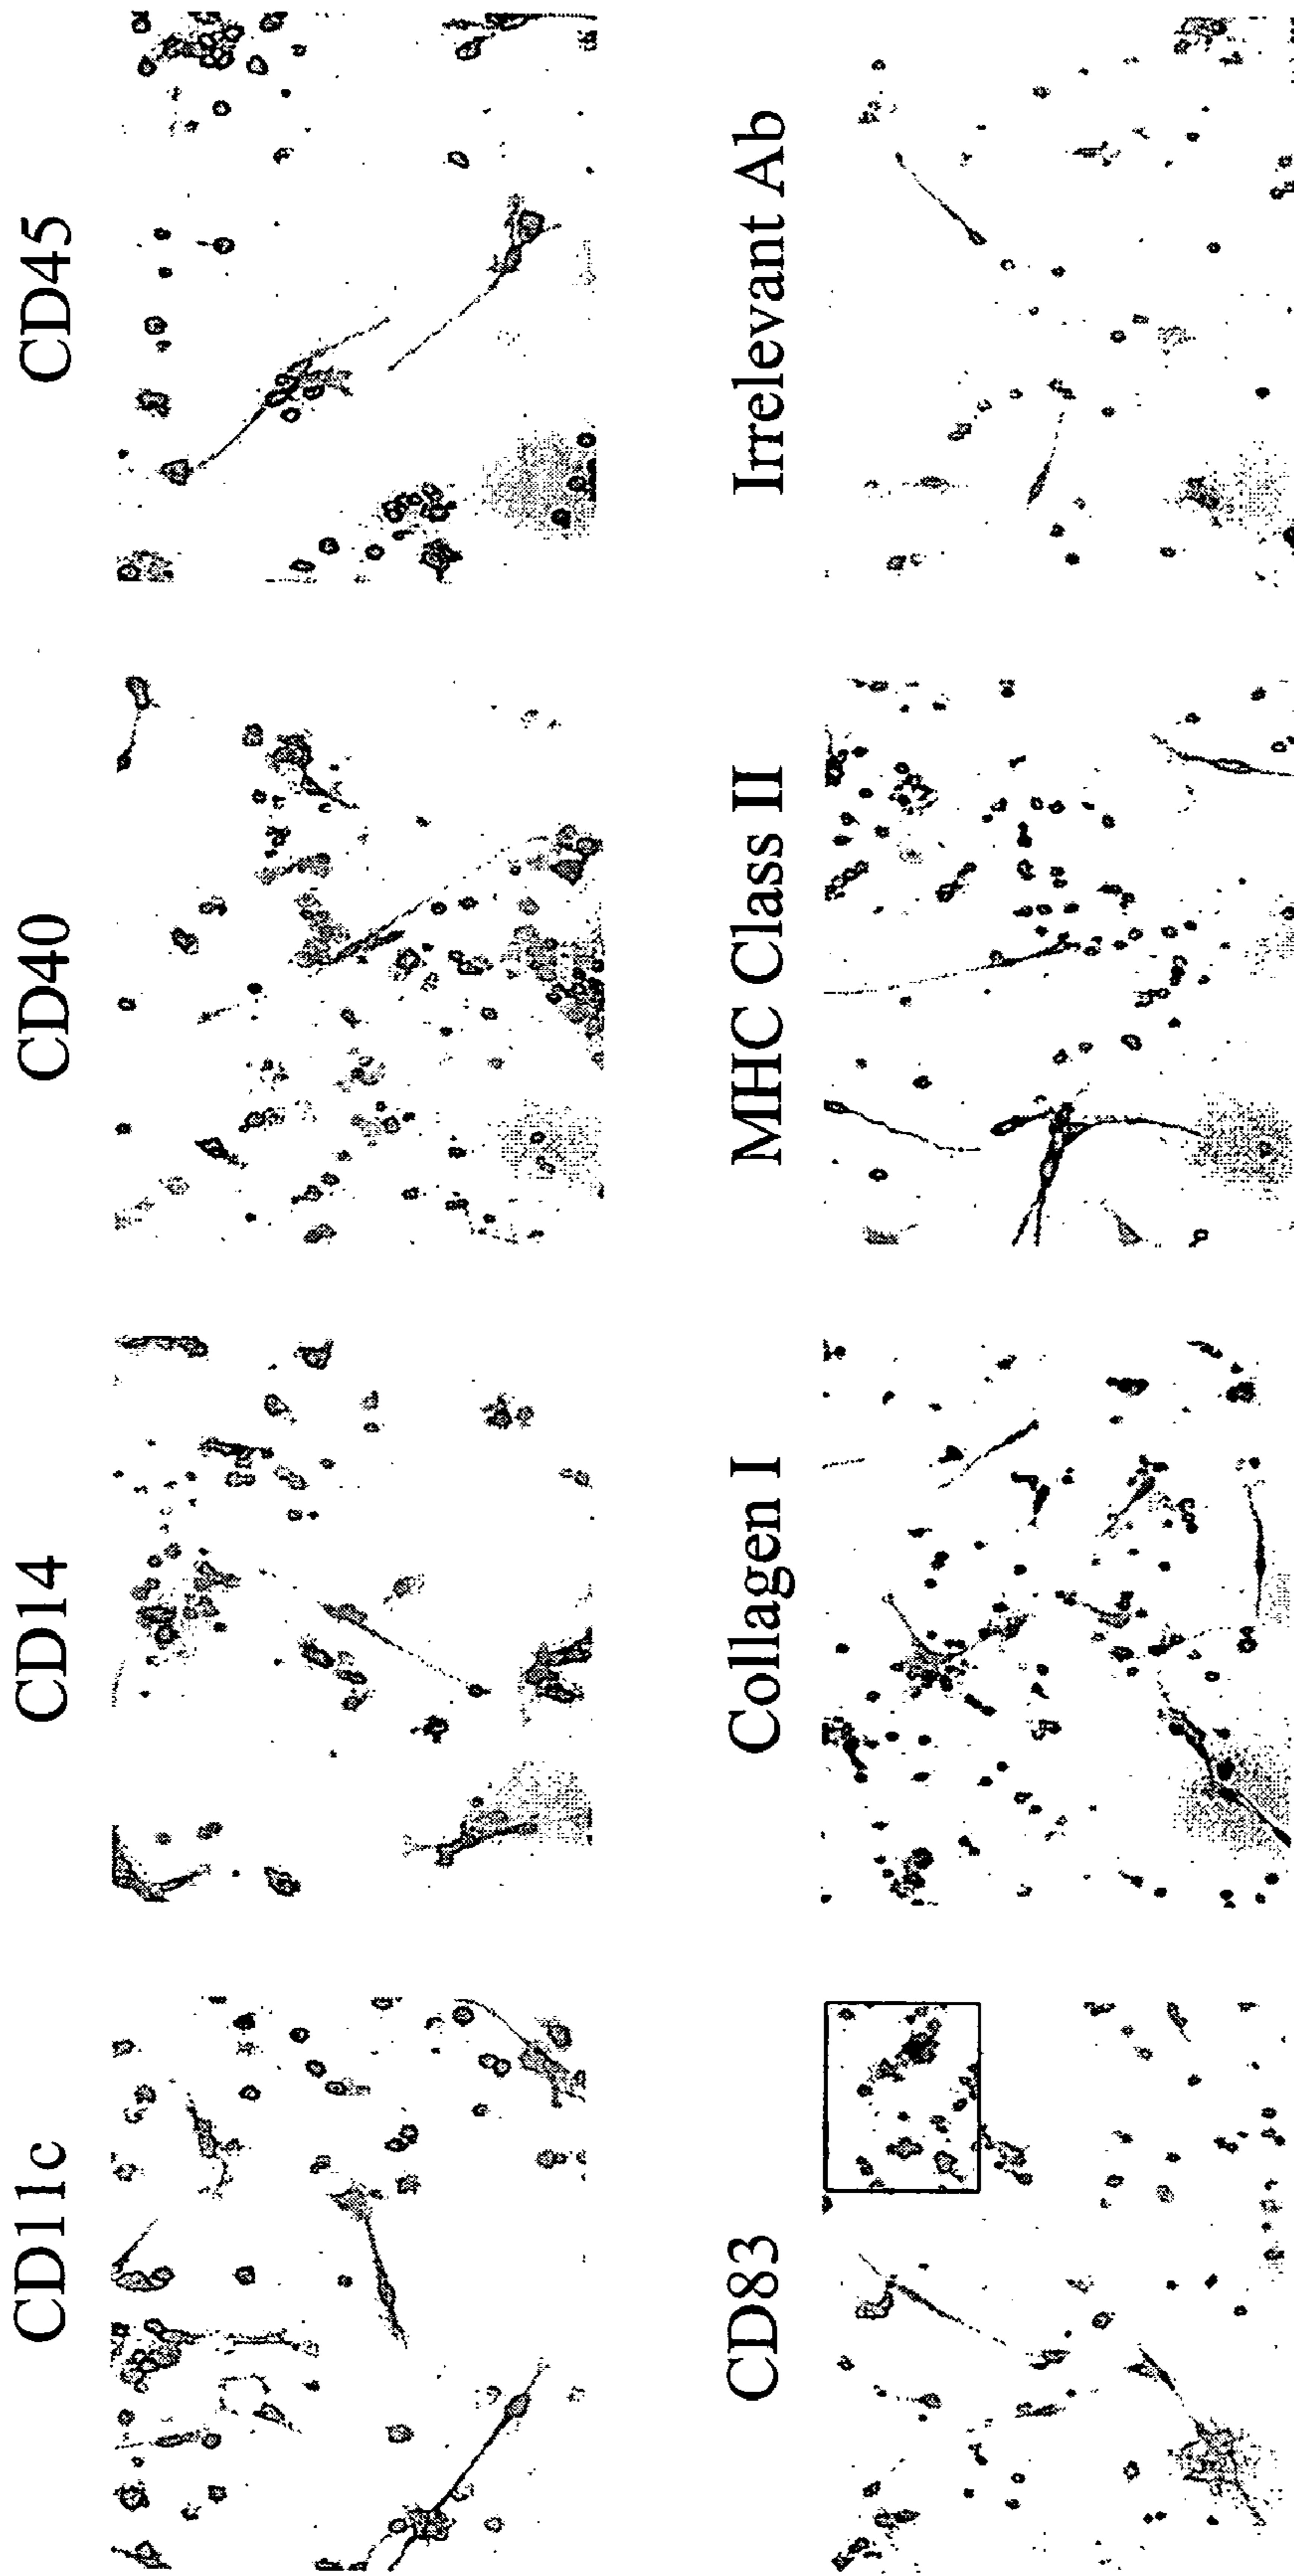 CD11c
CD14
CD40
CD45
CD83
Collagen I
MHC Class II
Irrelevant Ab